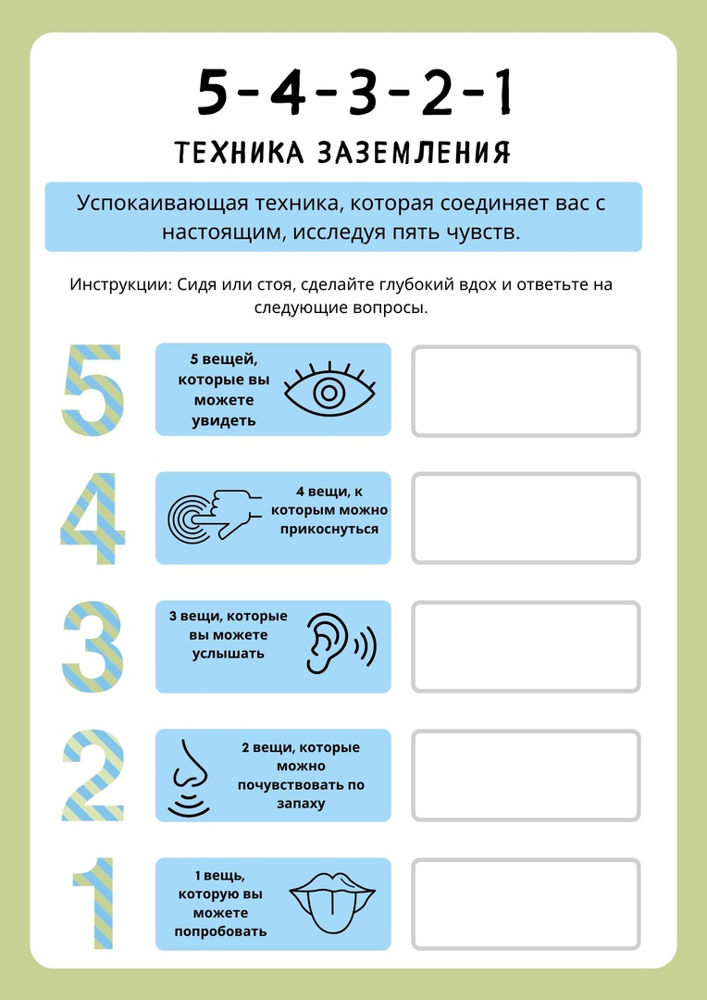 5-4-3-2-1
ТЕХНИКА ЗАЗЕМЛЕНИЯ
Успокаивающая техника, которая соединяет вас с
настоящим, исследуя пять чувств.
Инструкции: Сидя или стоя, сделайте глубокий вдох и ответьте на
следующие вопросы.
5
5 вещей,
которые вы
можете
увидеть
4
4 вещи, к
которым можно
прикоснуться
3
3 вещи, которые
вы можете
услышать
2
2 вещи, которые
можно
почувствовать по
запаху
1
1 вещь,
которую вы
можете
попробовать